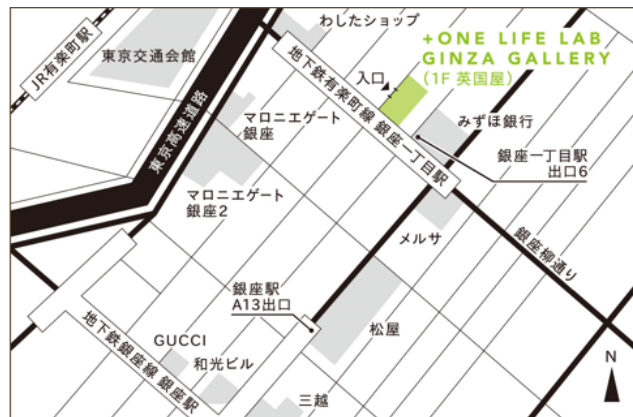 わしたショップ
+ONE LIFE LAB
GINZA GALLERY
(1F 英国屋)
JR有楽町駅
東京交通会館
入口
地下鉄有楽町線 銀座一丁目駅
東京高速道路
マロニエゲート
銀座
みずほ銀行
銀座一丁目駅
出口6
マロニエゲート
銀座2
メルサ
銀座柳通り
銀座駅
A13出口
松屋
地下鉄銀座線 銀座駅
GUCCI
和光ビル
三越
N